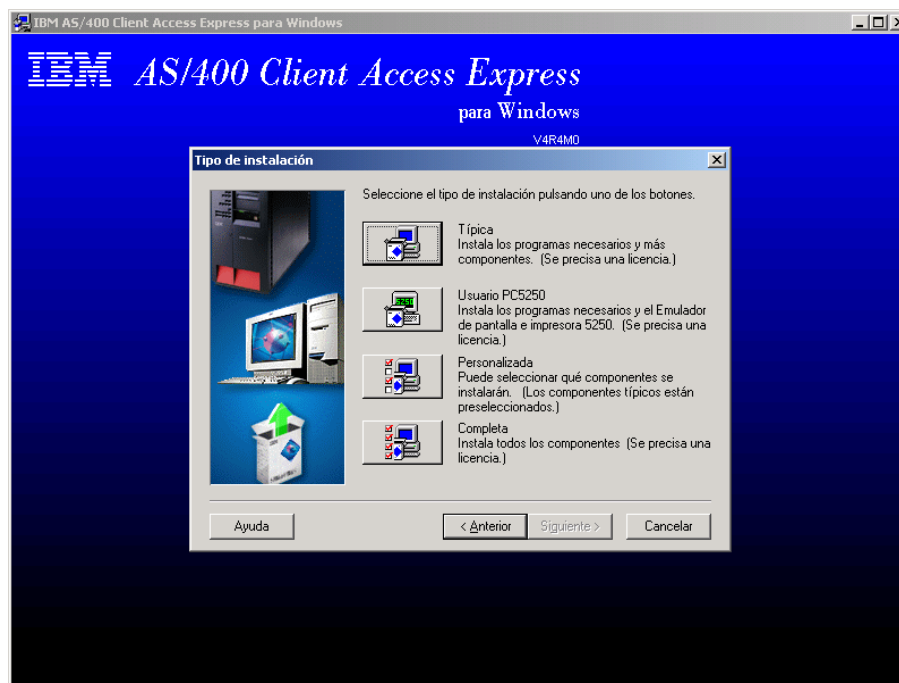 IBM AS/400 Client Access Express para Windows
IBM AS/400 Client Access Express
para Windows
V4R4M0
Tipo de instalación
Seleccione el tipo de instalación pulsando uno de los botones.
Típica
Instala los programas necesarios y más
componentes. (Se precisa una licencia.)
5250
Usuario PC5250
Instala los programas necesarios y el Emulador
de pantalla e impresora 5250. (Se precisa una
licencia.)
Personalizada
Puede seleccionar qué componentes se
instalarán. (Los componentes típicos están
preseleccionados.)
Completa
Instala todos los componentes (Se precisa una
licencia.)
Ayuda
< Anterior
Siguiente >
Cancelar